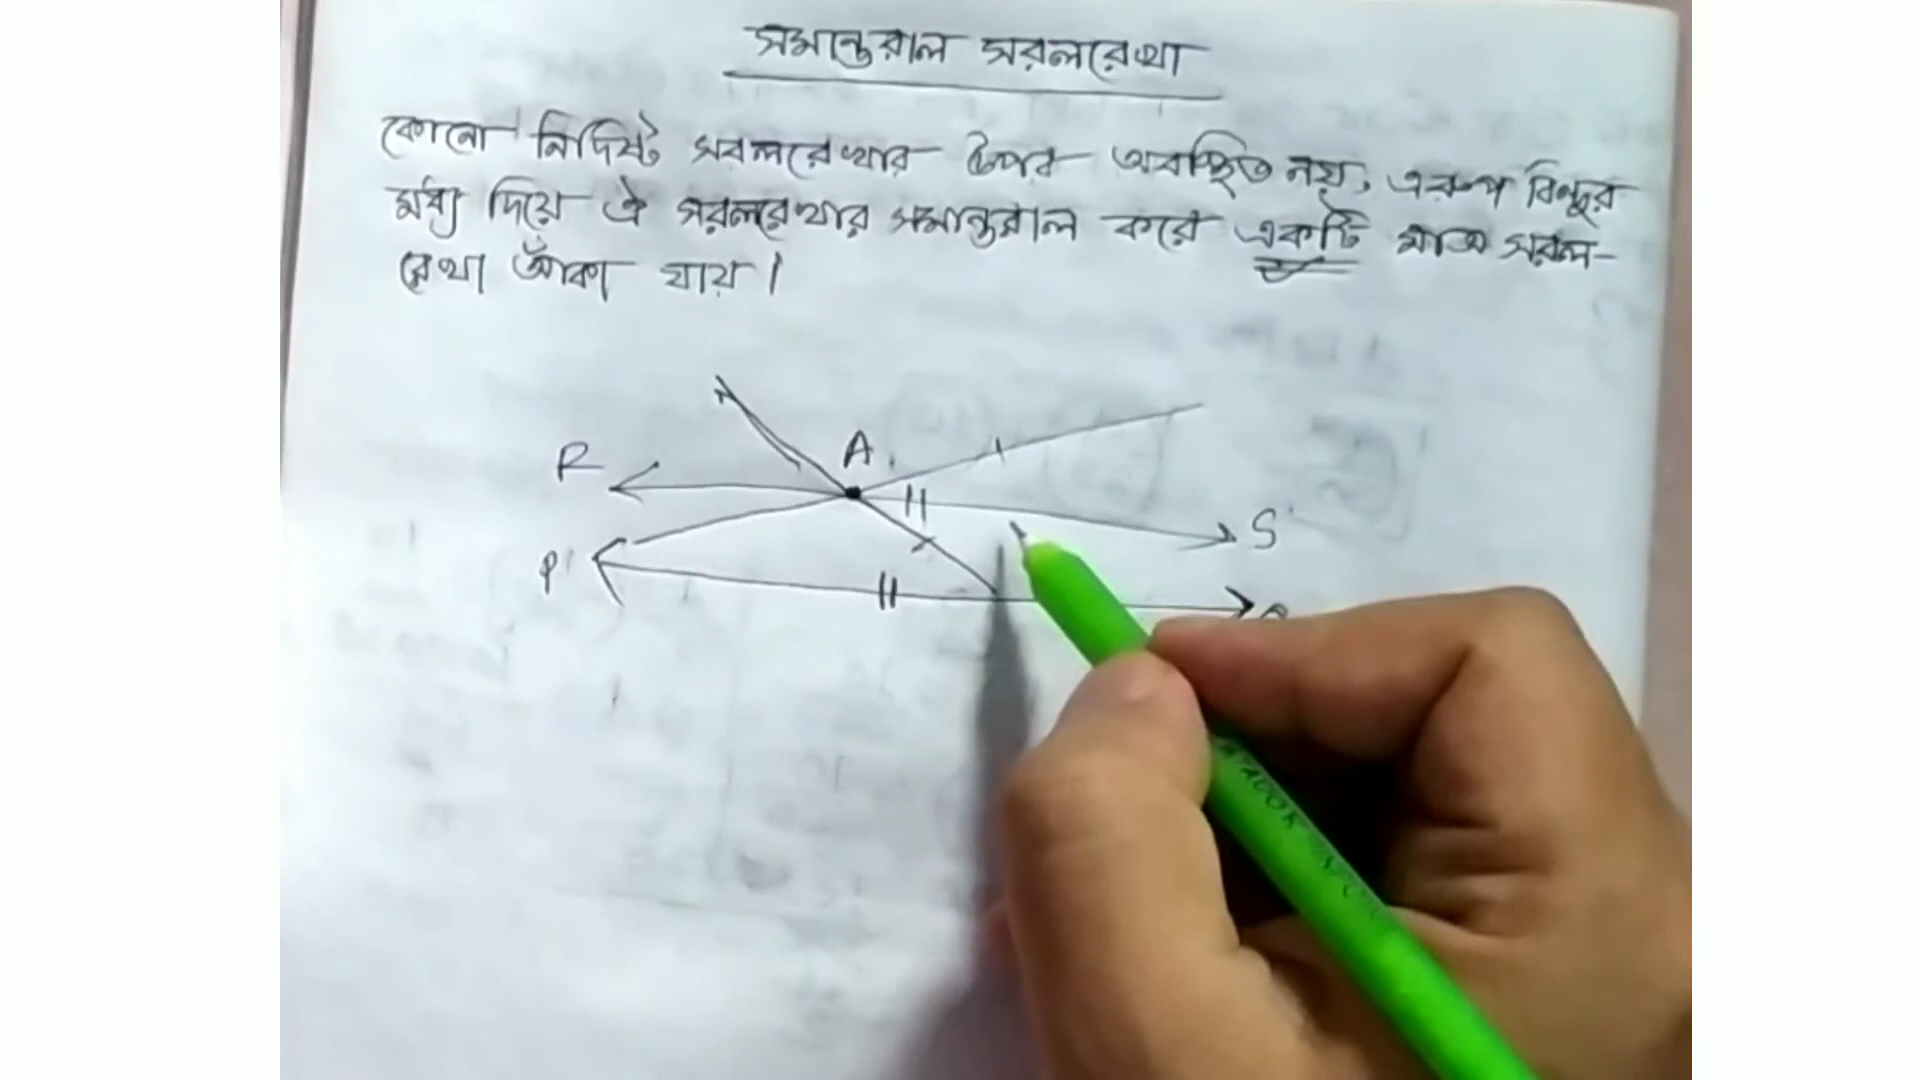 সমান্তরাল সরলরেখা
কোনো নির্দিষ্ট সরলরেখার উপর অবস্থিত নয়, এরুপ বিন্দুর
মধ্য দিয়ে ঐ সরলরেখার সমান্তরাল করে একটি মাত্র সরল-
রেখা আঁকা যায়।
A
R
S
P